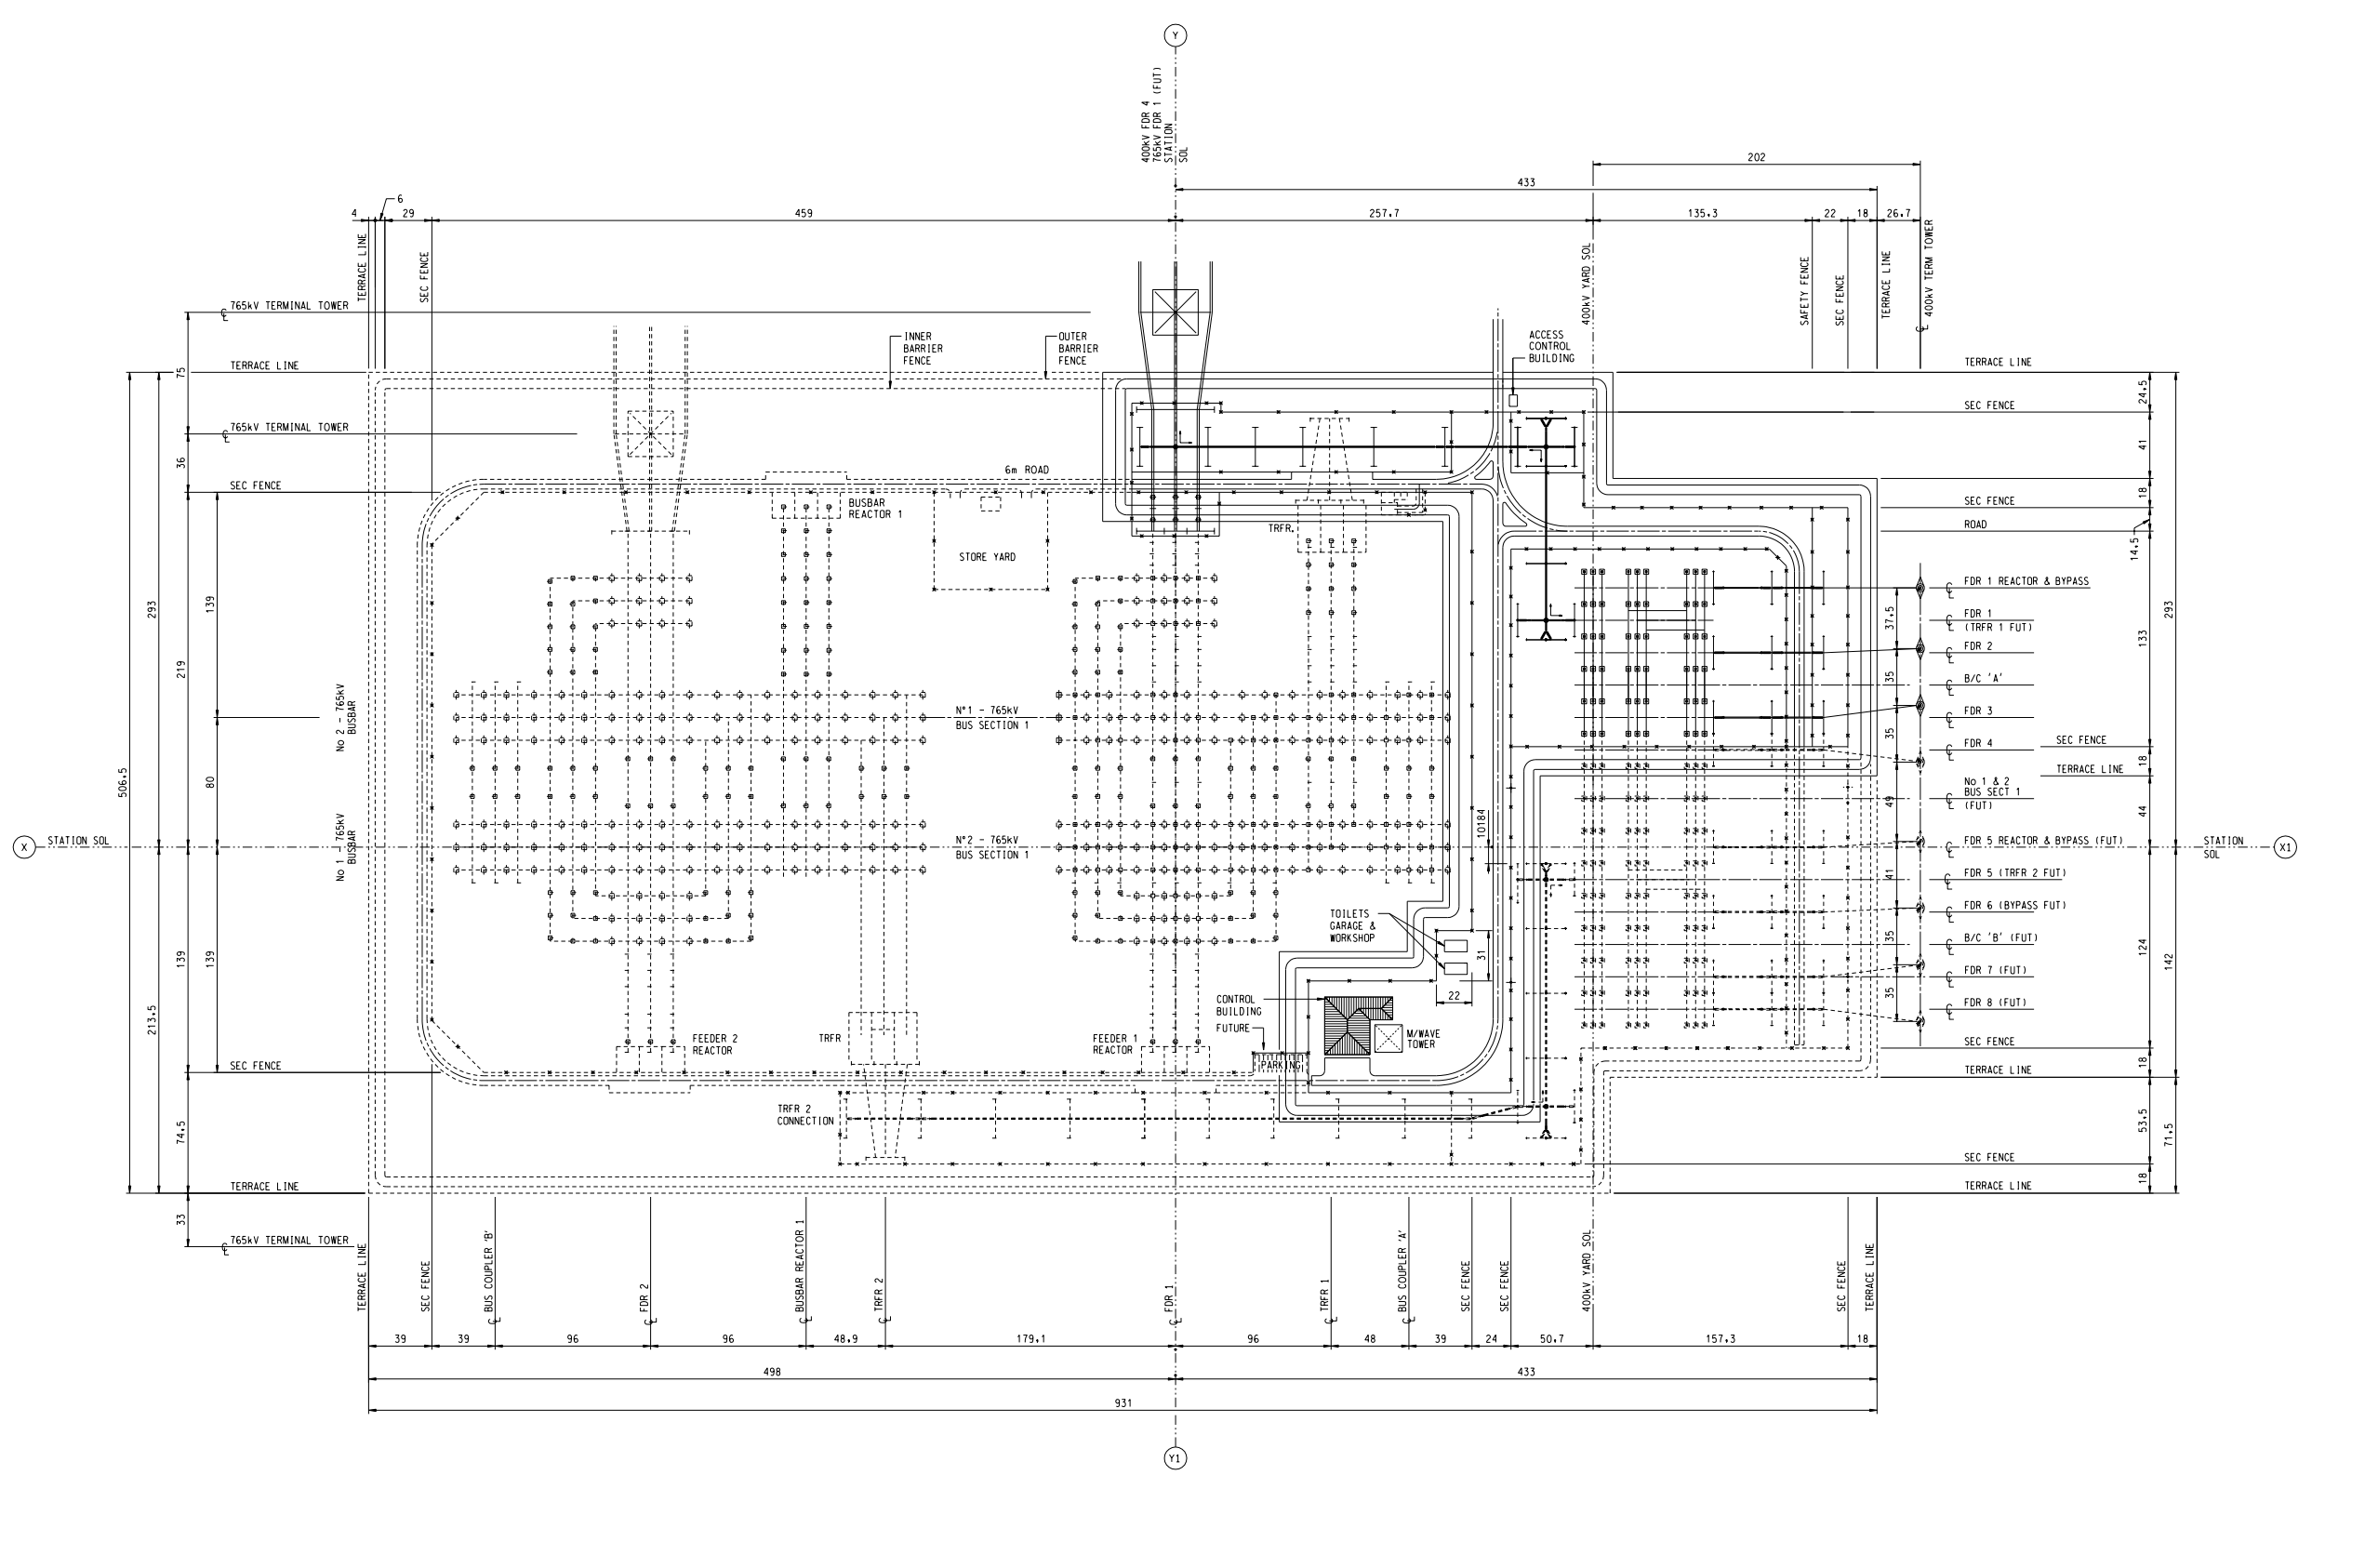 Y
400kV FDR 4
765kV FDR 1 (FUT)
STATION
SOL
202
433
6
4
29
459
257.7
135.3
22
18
26.7
TERRACE LINE
SEC FENCE
400kV YARD SOL
SAFETY FENCE
SEC FENCE
TERRACE LINE
℄ 400kV TERM TOWER
℄ 765kV TERMINAL TOWER
INNER
BARRIER
FENCE
OUTER
BARRIER
FENCE
ACCESS
CONTROL
BUILDING
TERRACE LINE
TERRACE LINE
75
24.5
SEC FENCE
℄ 765kV TERMINAL TOWER
36
41
6m ROAD
SEC FENCE
18
SEC FENCE
BUSBAR
REACTOR 1
TRFR.
ROAD
14.5
STORE YARD
℄ FDR 1 REACTOR & BYPASS
293
139
37.5
293
℄ FDR 1
(TRFR 1 FUT)
133
219
℄ FDR 2
35
℄ B/C 'A'
No 2 - 765kV
BUSBAR
N°1 - 765kV
BUS SECTION 1
℄ FDR 3
35
℄ FDR 4
SEC FENCE
18
TERRACE LINE
506.5
80
℄ No 1 & 2
BUS SECT 1
(FUT)
49
44
10184
No 1 - 765kV
BUSBAR
N°2 - 765kV
BUS SECTION 1
X
STATION SOL
℄ FDR 5 REACTOR & BYPASS (FUT)
STATION
SOL
X1
41
℄ FDR 5 (TRFR 2 FUT)
℄ FDR 6 (BYPASS FUT)
TOILETS
GARAGE &
WORKSHOP
35
℄ B/C 'B' (FUT)
139
139
31
124
142
℄ FDR 7 (FUT)
22
35
CONTROL
BUILDING
℄ FDR 8 (FUT)
213.5
FUTURE
M/WAVE
TOWER
FEEDER 2
REACTOR
TRFR
FEEDER 1
REACTOR
SEC FENCE
PARKING
SEC FENCE
18
TERRACE LINE
TRFR 2
CONNECTION
74.5
53.5
71.5
SEC FENCE
18
TERRACE LINE
TERRACE LINE
33
℄ 765kV TERMINAL TOWER
TERRACE LINE
SEC FENCE
℄ BUS COUPLER 'B'
℄ FDR 2
℄ BUSBAR REACTOR 1
℄ TRFR 2
℄ FDR 1
℄ TRFR 1
℄ BUS COUPLER 'A'
SEC FENCE
SEC FENCE
400kV YARD SOL
SEC FENCE
TERRACE LINE
39
39
96
96
48.9
179.1
96
48
39
24
50.7
157.3
18
498
433
931
Y1